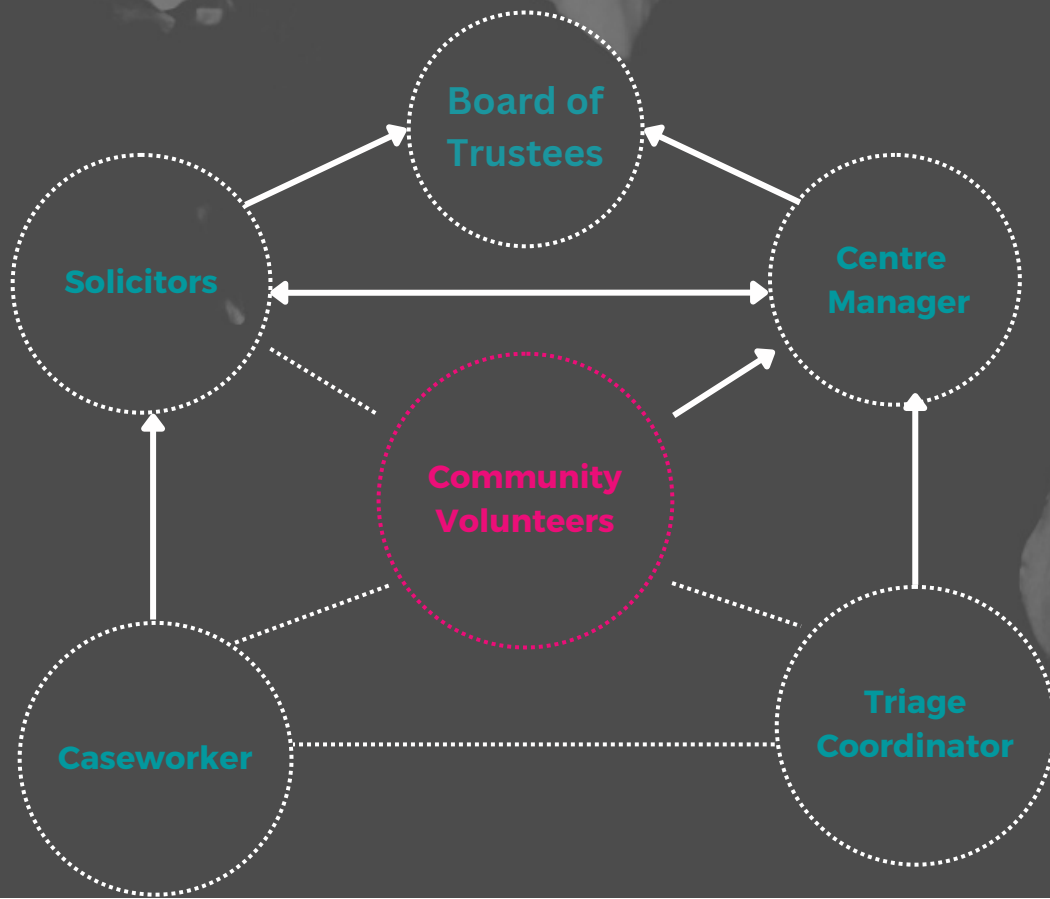 Board of
Trustees
Solicitors
Centre
Manager
Community
Volunteers
Caseworker
Triage
Coordinator